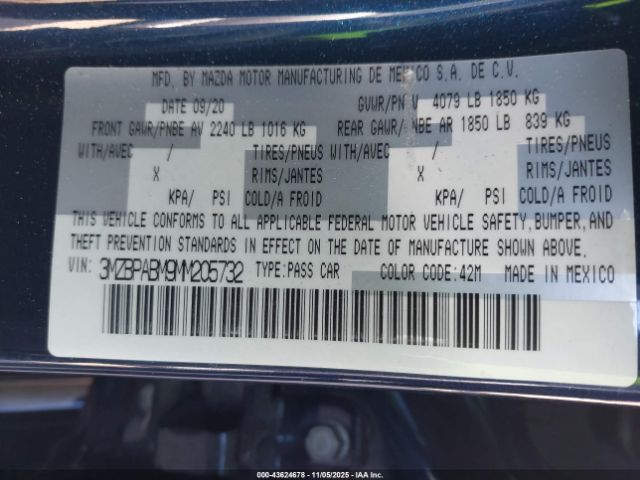 MFD. BY MAZDA MOTOR MANUFACTURING DE MEXICO S.A. DE C.V.
DATE 09/20 GVWR/PN V 4079 LB 1850 KG
FRONT GAWR/PNBE AV 2240 LB 1016 KG REAR GAWR/ NBE AR 1850 LB 839 KG
WITH/AVEC / TIRES/PNEUS WITH/AVEC / TIRES/PNEUS
X RIMS/JANTES X RIMS/JANTES
KPA/ PSI COLD/A FROID KPA/ PSI COLD/A FROID
THIS VEHICLE CONFORMS TO ALL APPLICABLE FEDERAL MOTOR VEHICLE SAFETY, BUMPER, AND
THEFT PREVENTION STANDARDS IN EFFECT ON THE DATE OF MANUFACTURE SHOWN ABOVE.
VIN: 3MZBPABM9MM205732 TYPE: PASS CAR COLOR CODE: 42M MADE IN MEXICO
000-43624678 - 11/05/2025 - IAA Inc.